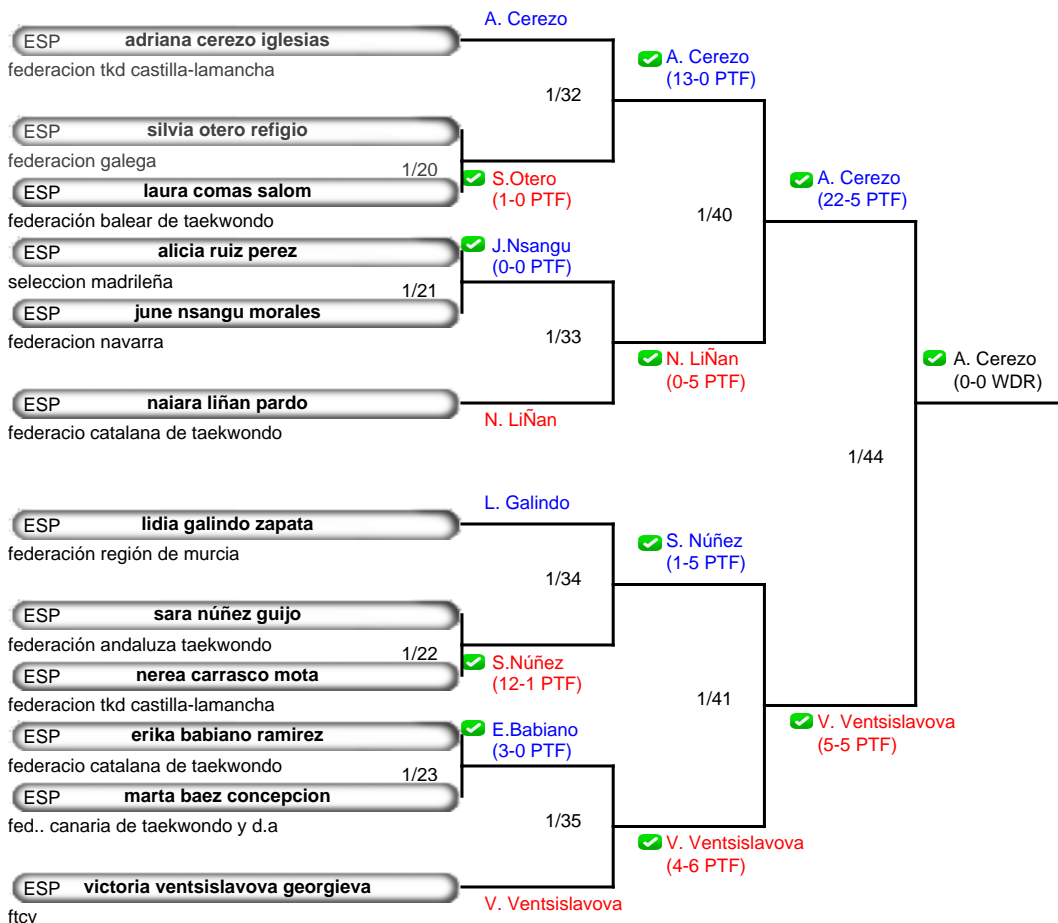 A. Cerezo
ESP adriana cerezo iglesias
federacion tkd castilla-lamancha
A. Cerezo
(13-0 PTF)
1/32
ESP silvia otero refigio
federacion galega
1/20
S.Otero
(1-0 PTF)
ESP laura comas salom
federación balear de taekwondo
A. Cerezo
(22-5 PTF)
1/40
ESP alicia ruiz perez
seleccion madrileña
J.Nsangu
(0-0 PTF)
1/21
ESP june nsangu morales
federacion navarra
1/33
N. LiÑan
(0-5 PTF)
A. Cerezo
(0-0 WDR)
ESP naiara liñan pardo
federacio catalana de taekwondo
N. LiÑan
1/44
L. Galindo
ESP lidia galindo zapata
federación región de murcia
S. Núñez
(1-5 PTF)
1/34
ESP sara núñez guijo
federación andaluza taekwondo
1/22
S.Núñez
(12-1 PTF)
ESP nerea carrasco mota
federacion tkd castilla-lamancha
1/41
V. Ventsislavova
(5-5 PTF)
ESP erika babiano ramirez
federacio catalana de taekwondo
E.Babiano
(3-0 PTF)
1/23
ESP marta baez concepcion
fed.. canaria de taekwondo y d.a
1/35
V. Ventsislavova
(4-6 PTF)
ESP victoria ventsislavova georgieva
ftcv
V. Ventsislavova